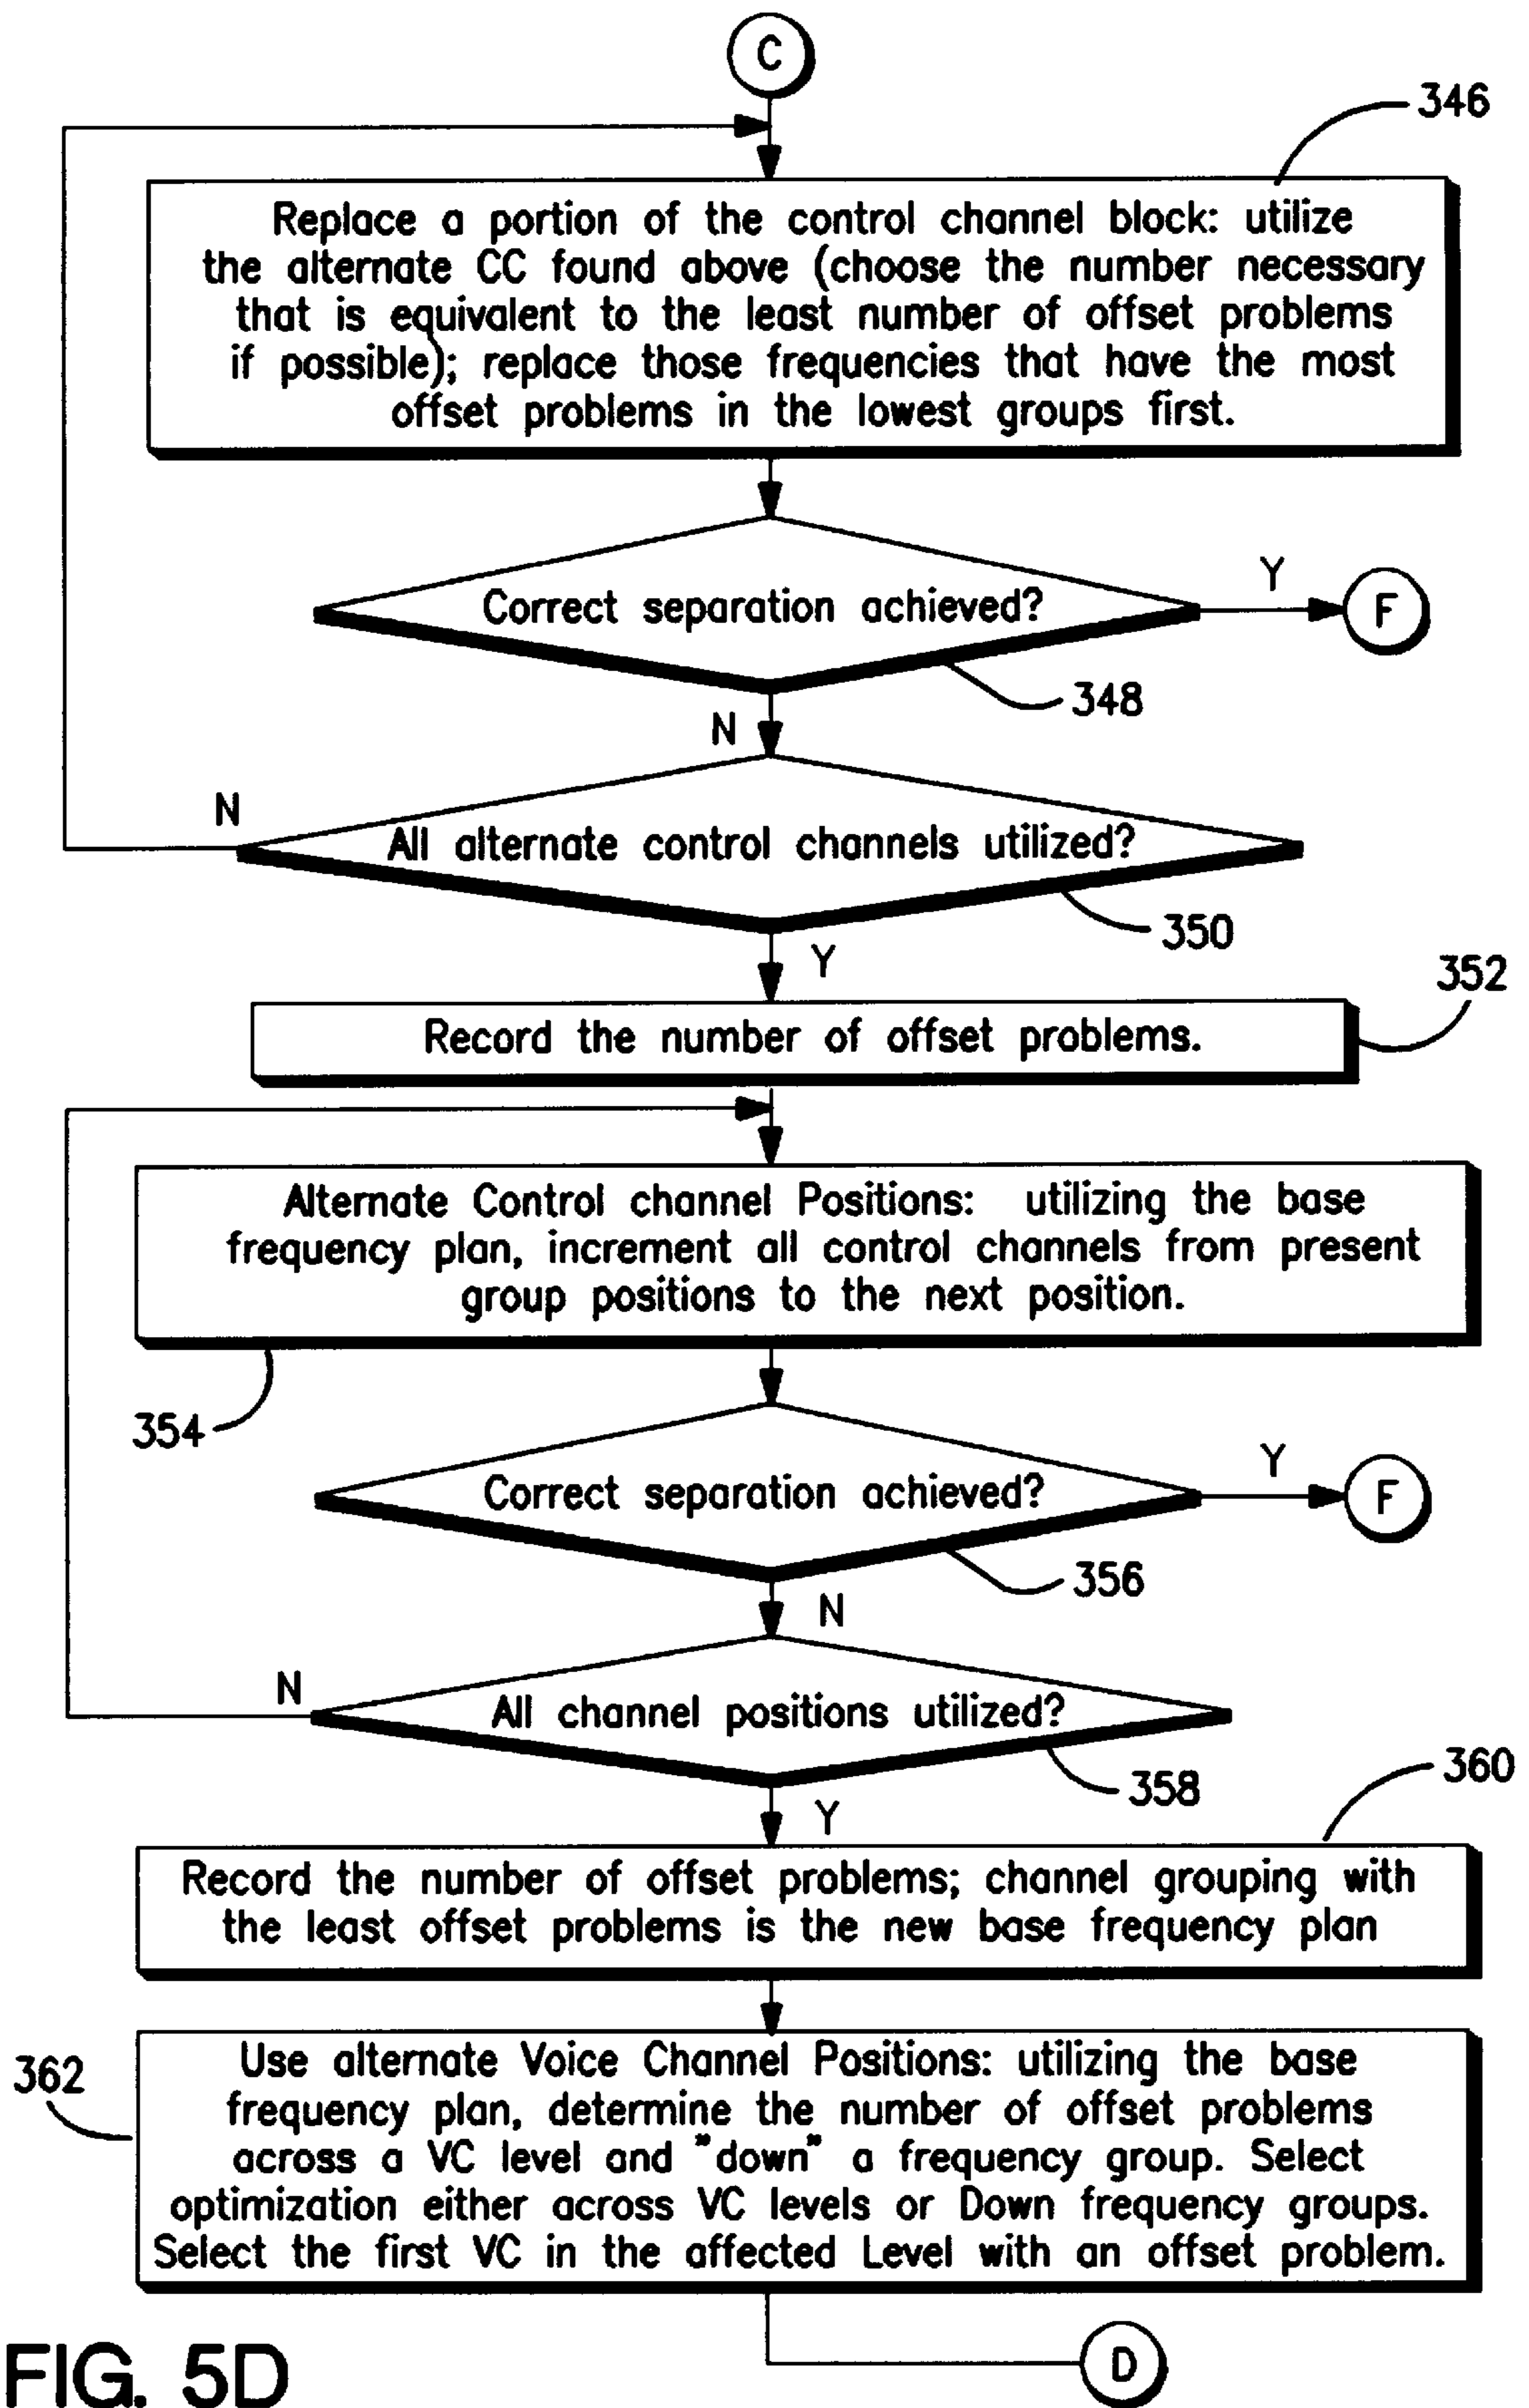 C
346
Replace a portion of the control channel block: utilize
the alternate CC found above (choose the number necessary
that is equivalent to the least number of offset problems
if possible); replace those frequencies that have the most
offset problems in the lowest groups first.
Correct separation achieved?
Y
F
348
N
N
All alternate control channels utilized?
350
Y
352
Record the number of offset problems.
Alternate Control channel Positions: utilizing the base
frequency plan, increment all control channels from present
group positions to the next position.
354
Correct separation achieved?
Y
F
356
N
N
All channel positions utilized?
358
360
Y
Record the number of offset problems; channel grouping with
the least offset problems is the new base frequency plan
362
Use alternate Voice Channel Positions: utilizing the base
frequency plan, determine the number of offset problems
across a VC level and "down" a frequency group. Select
optimization either across VC levels or Down frequency groups.
Select the first VC in the affected Level with an offset problem.
D
FIG. 5D